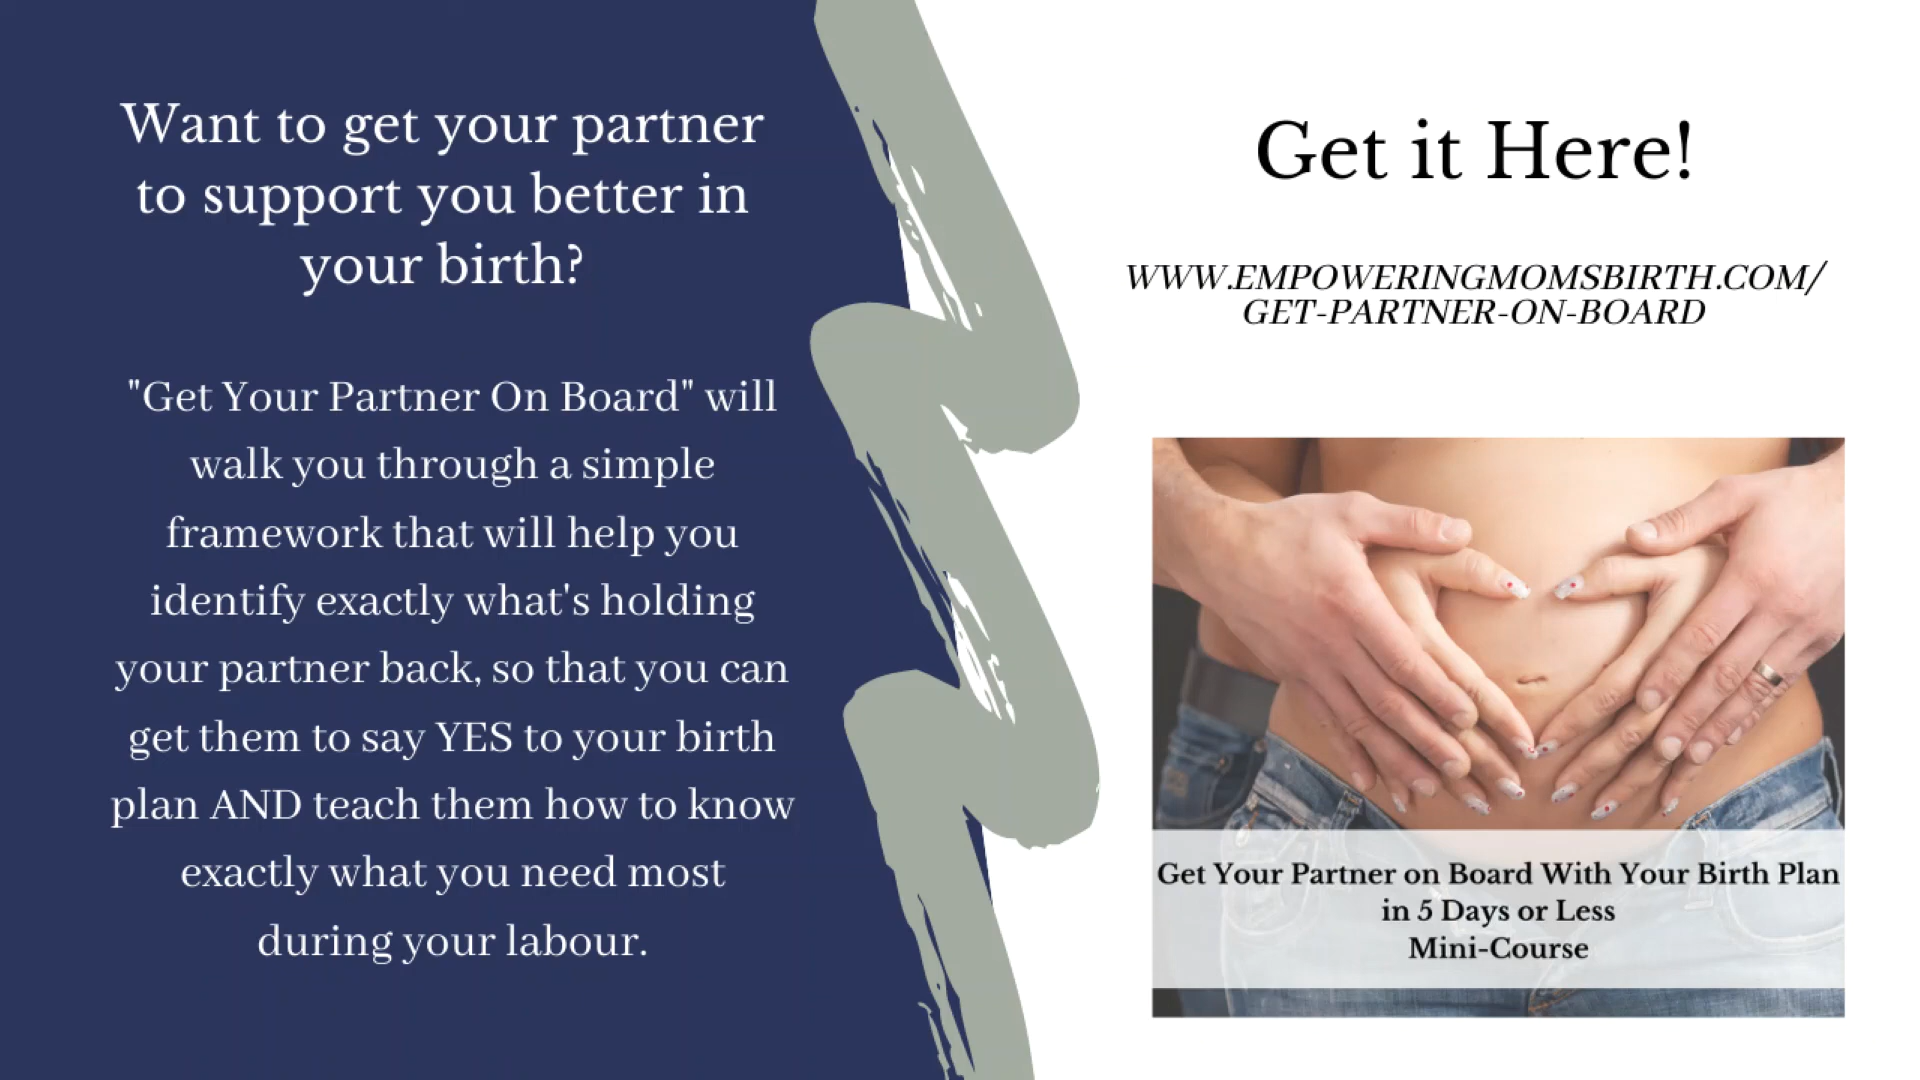 Want to get your partner
to support you better in
your birth?
"Get Your Partner On Board" will
walk you through a simple
framework that will help you
identify exactly what's holding
your partner back, so that you can
get them to say YES to your birth
plan AND teach them how to know
exactly what you need most
during your labour.
Get it Here!
WWW.EMPOWERINGMOMSBIRTH.COM/
GET-PARTNER-ON-BOARD
Get Your Partner on Board With Your Birth Plan
in 5 Days or Less
Mini-Course